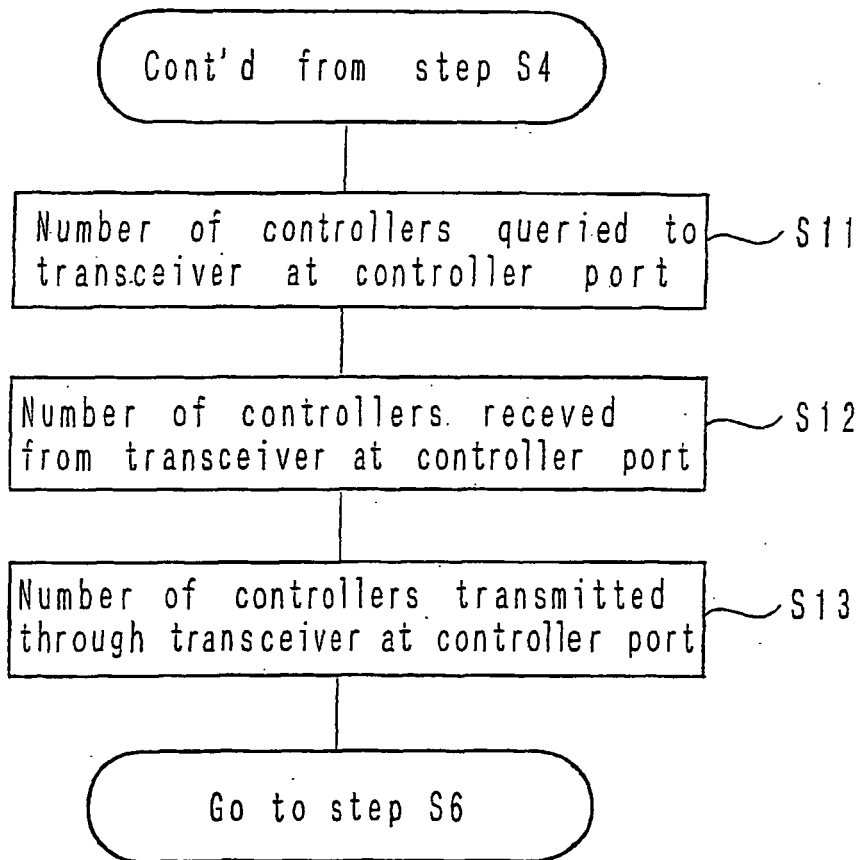 Cont'd from step S4
Number of controllers queried to
transceiver at controller port
S11
Number of controllers receved
from transceiver at controller port
S12
Number of controllers transmitted
through transceiver at controller port
S13
Go to step S6